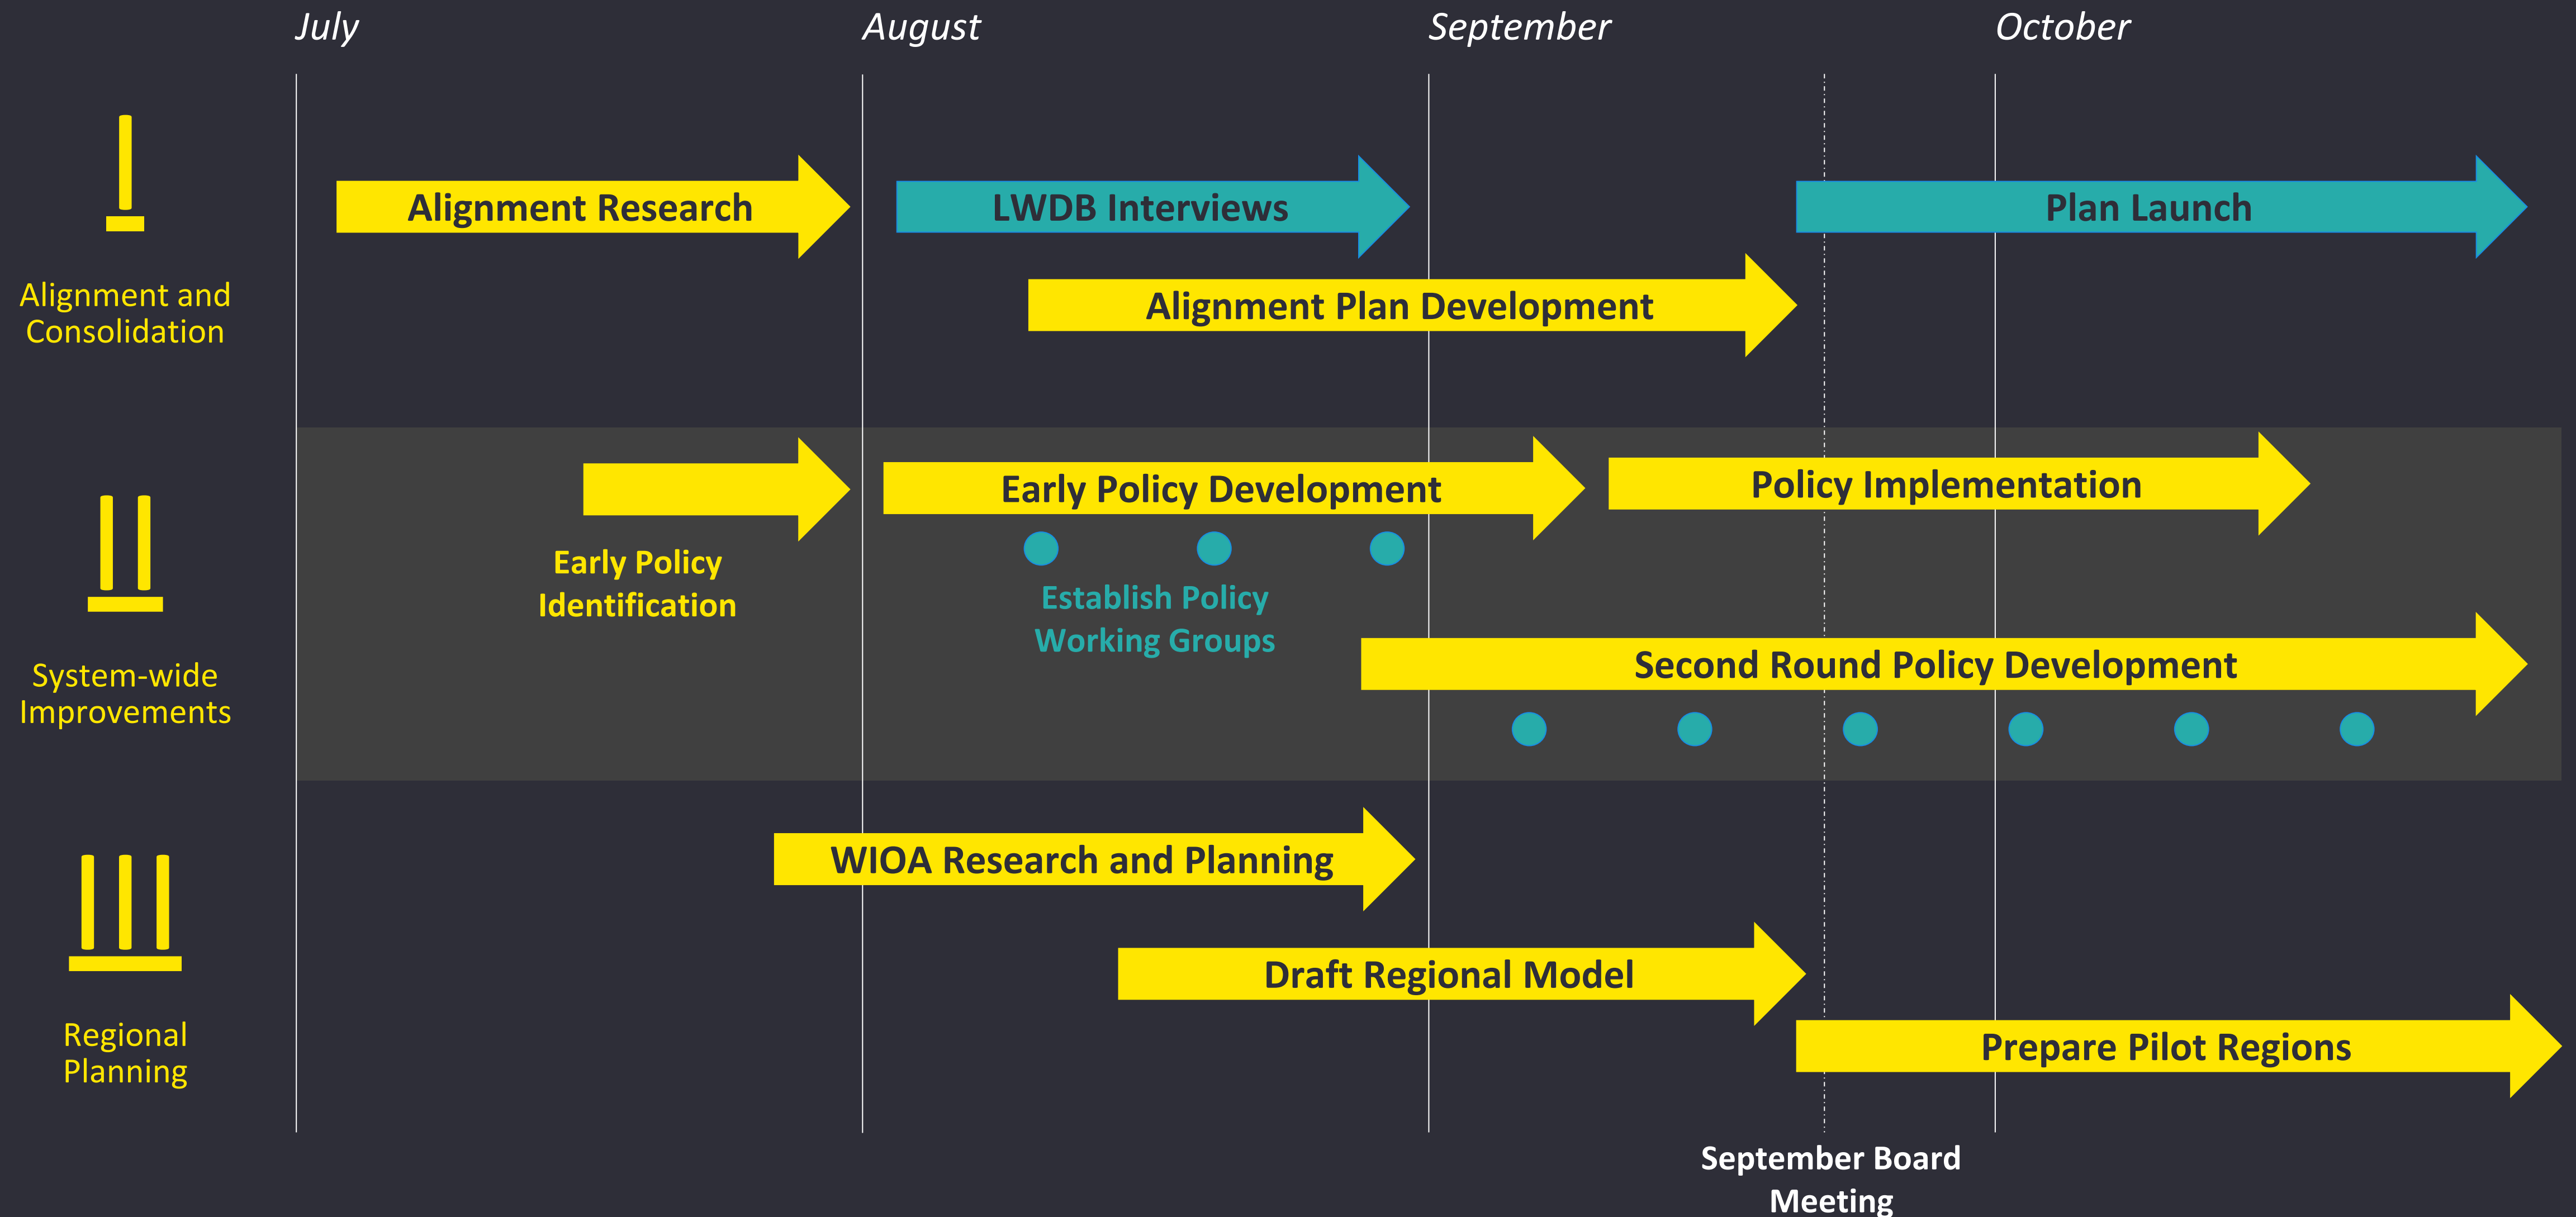 July
August
September
October
Alignment Research
LWDB Interviews
Plan Launch
Alignment and
Consolidation
Alignment Plan Development
Early Policy Development
Policy Implementation
Early Policy
Identification
Establish Policy
Working Groups
System-wide
Improvements
Second Round Policy Development
WIOA Research and Planning
Draft Regional Model
Regional
Planning
Prepare Pilot Regions
September Board
Meeting